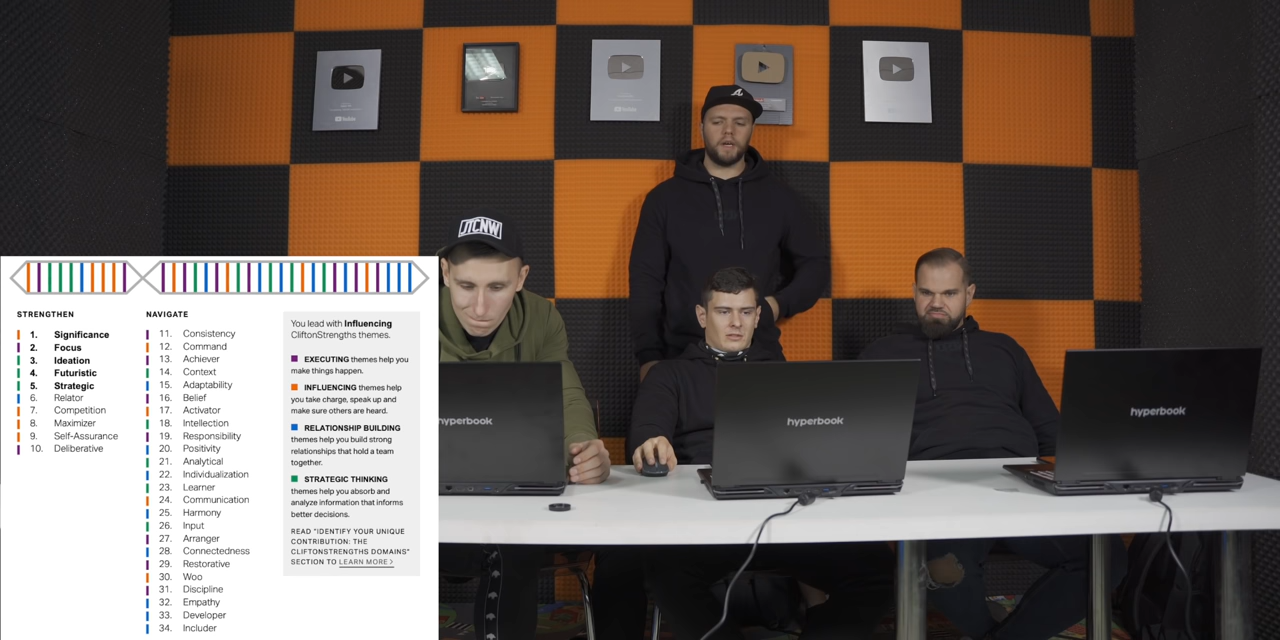 YouTube
YouTube
YouTube
A
JTCNW
hyperbook
hyperbook
hyperbook
STRENGTHEN
1. Significance
2. Focus
3. Ideation
4. Futuristic
5. Strategic
6. Relator
7. Competition
8. Maximizer
9. Self-Assurance
10. Deliberative
NAVIGATE
11. Consistency
12. Command
13. Achiever
14. Context
15. Adaptability
16. Belief
17. Activator
18. Intellection
19. Responsibility
20. Positivity
21. Analytical
22. Individualization
23. Learner
24. Communication
25. Harmony
26. Input
27. Arranger
28. Connectedness
29. Restorative
30. Woo
31. Discipline
32. Empathy
33. Developer
34. Includer
You lead with Influencing
CliftonStrengths themes.
EXECUTING themes help you
make things happen.
INFLUENCING themes help
you take charge, speak up and
make sure others are heard.
RELATIONSHIP BUILDING
themes help you build strong
relationships that hold a team
together.
STRATEGIC THINKING
themes help you absorb and
analyze information that informs
better decisions.
READ "IDENTIFY YOUR UNIQUE
CONTRIBUTION: THE
CLIFTONSTRENGTHS DOMAINS"
SECTION TO LEARN MORE >